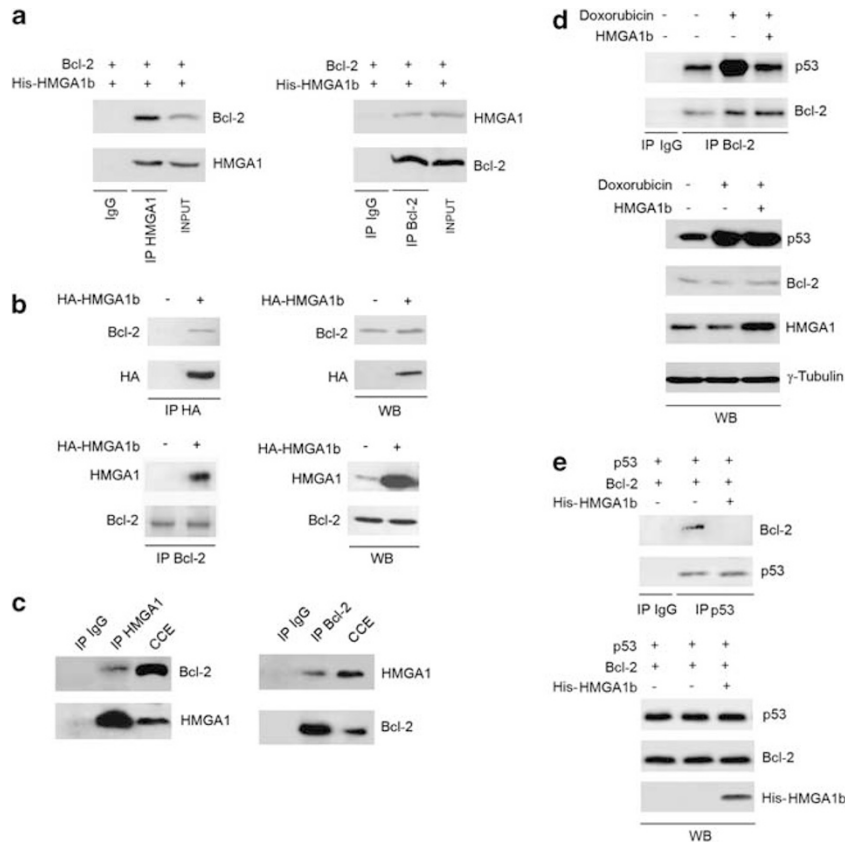 a
Bcl-2 + + +
His-HMGA1b + + +
Bcl-2
HMGA1
IgG
IP HMGA1
INPUT
Bcl-2 + + +
His-HMGA1b + + +
HMGA1
Bcl-2
IP IgG
IP Bcl-2
INPUT
b
HA-HMGA1b - +
Bcl-2
HA
IP HA
HA-HMGA1b - +
Bcl-2
HA
WB
HA-HMGA1b - +
HMGA1
Bcl-2
IP Bcl-2
HA-HMGA1b - +
HMGA1
Bcl-2
WB
c
IP IgG
IP HMGA1
CCE
Bcl-2
HMGA1
IP IgG
IP Bcl-2
CCE
HMGA1
Bcl-2
d
Doxorubicin - - + +
HMGA1b - - - +
p53
Bcl-2
IP IgG
IP Bcl-2
Doxorubicin - + +
HMGA1b - - +
p53
Bcl-2
HMGA1
γ-Tubulin
WB
e
p53 + + +
Bcl-2 + + +
His-HMGA1b - - +
Bcl-2
p53
IP IgG
IP p53
p53 + + +
Bcl-2 + + +
His-HMGA1b - - +
p53
Bcl-2
His-HMGA1b
WB